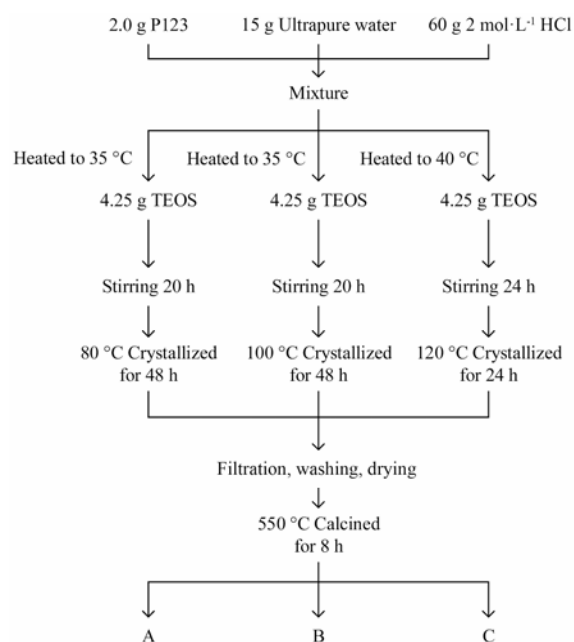 2.0 g P123 15 g Ultrapure water 60 g 2 mol·L⁻¹ HCl
Mixture
Heated to 35 °C Heated to 35 °C Heated to 40 °C
4.25 g TEOS 4.25 g TEOS 4.25 g TEOS
Stirring 20 h Stirring 20 h Stirring 24 h
80 °C Crystallized 100 °C Crystallized 120 °C Crystallized
for 48 h for 48 h for 24 h
Filtration, washing, drying
550 °C Calcined
for 8 h
A B C